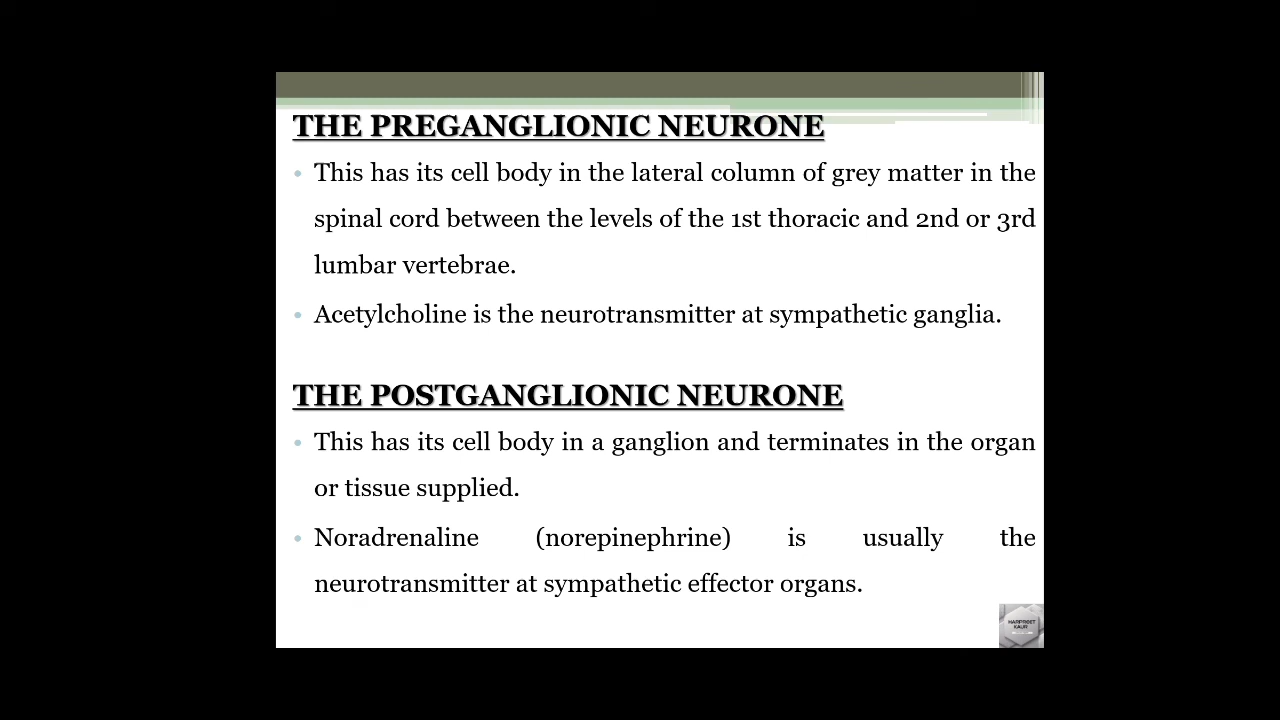 THE PREGANGLIONIC NEURONE
• This has its cell body in the lateral column of grey matter in the
spinal cord between the levels of the 1st thoracic and 2nd or 3rd
lumbar vertebrae.
• Acetylcholine is the neurotransmitter at sympathetic ganglia.
THE POSTGANGLIONIC NEURONE
• This has its cell body in a ganglion and terminates in the organ
or tissue supplied.
• Noradrenaline (norepinephrine) is usually the
neurotransmitter at sympathetic effector organs.
HARPREET
KAUR